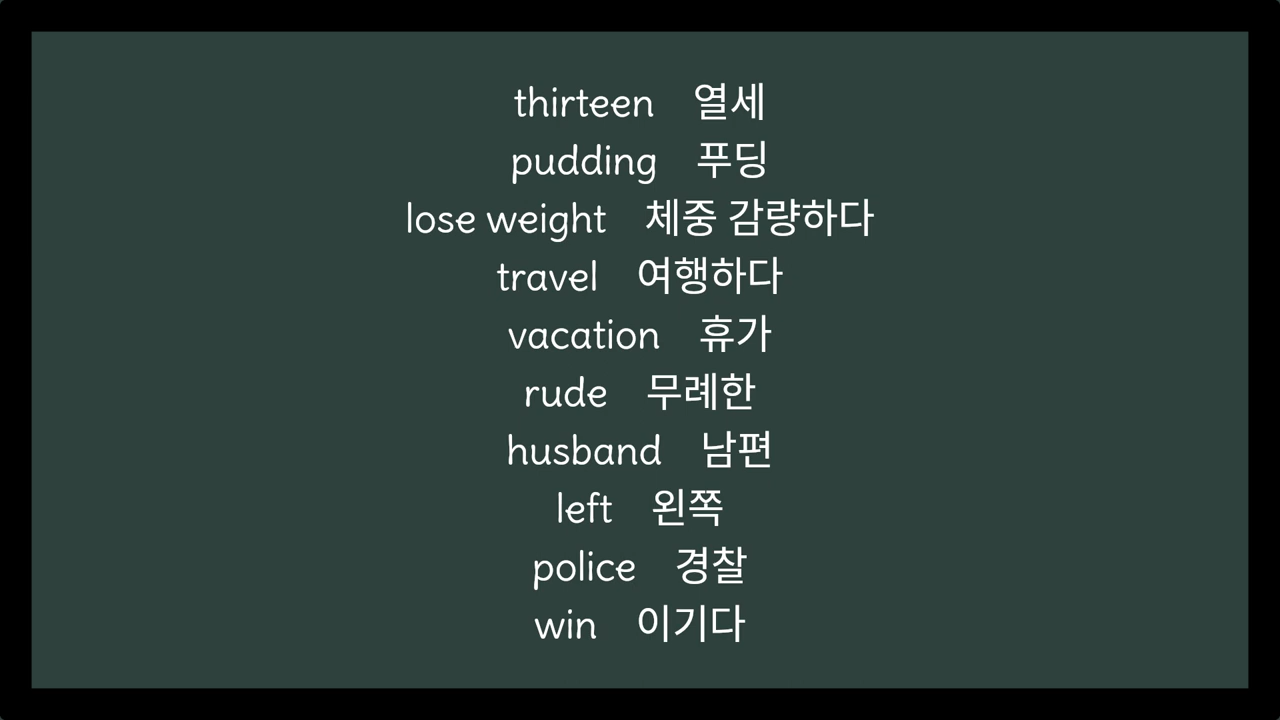 thirteen 열세
pudding 푸딩
lose weight 체중 감량하다
travel 여행하다
vacation 휴가
rude 무례한
husband 남편
left 왼쪽
police 경찰
win 이기다